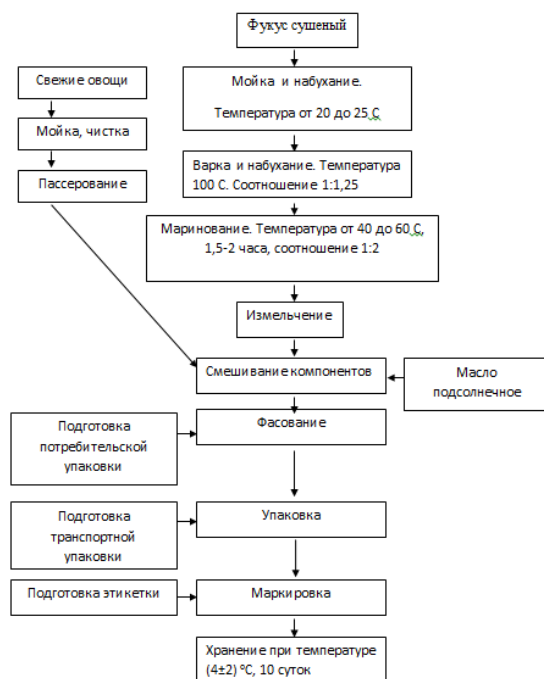 Фукус сушеный
Свежие овощи
Мойка и набухание.
Температура от 20 до 25 С
Мойка, чистка
Варка и набухание. Температура
100 С. Соотношение 1:1,25
Пассерование
Маринование. Температура от 40 до 60 С,
1,5-2 часа, соотношение 1:2
Измельчение
Смешивание компонентов
Масло
подсолнечное
Подготовка
потребительской
упаковки
Фасование
Подготовка
транспортной
упаковки
Упаковка
Подготовка этикетки
Маркировка
Хранение при температуре
(4±2) °С, 10 суток